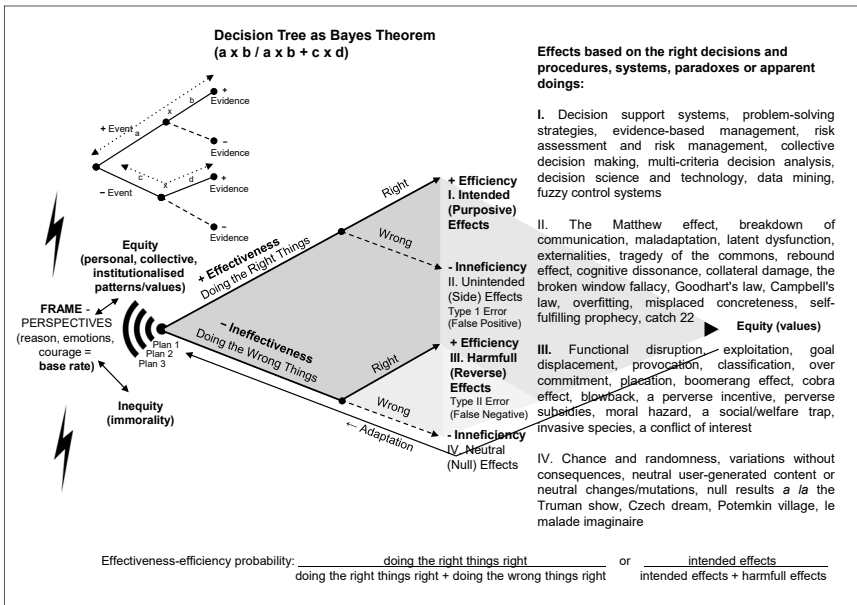 Decision Tree as Bayes Theorem
(a x b / a x b + c x d)
+
Evidence
b
x
+ Event
a
–
Evidence
c
d
+
Evidence
x
– Event
–
Evidence
Equity
(personal, collective,
institutionalised
patterns/values)
FRAME -
PERSPECTIVES
(reason, emotions,
courage =
base rate)
Plan 1
Plan 2
Plan 3
Inequity
(immorality)
+ Effectiveness
Doing the Right Things
– Ineffectiveness
Doing the Wrong Things
← Adaptation
Right
Wrong
Right
Wrong
+ Efficiency
I. Intended
(Purposive)
Effects
- Inneficiency
II. Unintended
(Side) Effects
Type 1 Error
(False Positive)
+ Efficiency
III. Harmfull
(Reverse)
Effects
Type II Error
(False Negative)
- Inneficiency
IV. Neutral
(Null) Effects
Effects based on the right decisions and
procedures, systems, paradoxes or apparent
doings:
I. Decision support systems, problem-solving
strategies, evidence-based management, risk
assessment and risk management, collective
decision making, multi-criteria decision analysis,
decision science and technology, data mining,
fuzzy control systems
II. The Matthew effect, breakdown of
communication, maladaptation, latent dysfunction,
externalities, tragedy of the commons, rebound
effect, cognitive dissonance, collateral damage, the
broken window fallacy, Goodhart's law, Campbell's
law, overfitting, misplaced concreteness, self-
fulfilling prophecy, catch 22
Equity (values)
III. Functional disruption, exploitation, goal
displacement, provocation, classification, over
commitment, placation, boomerang effect, cobra
effect, blowback, a perverse incentive, perverse
subsidies, moral hazard, a social/welfare trap,
invasive species, a conflict of interest
IV. Chance and randomness, variations without
consequences, neutral user-generated content or
neutral changes/mutations, null results a la the
Truman show, Czech dream, Potemkin village, le
malade imaginaire
Effectiveness-efficiency probability: doing the right things right or intended effects
doing the right things right + doing the wrong things right intended effects + harmfull effects